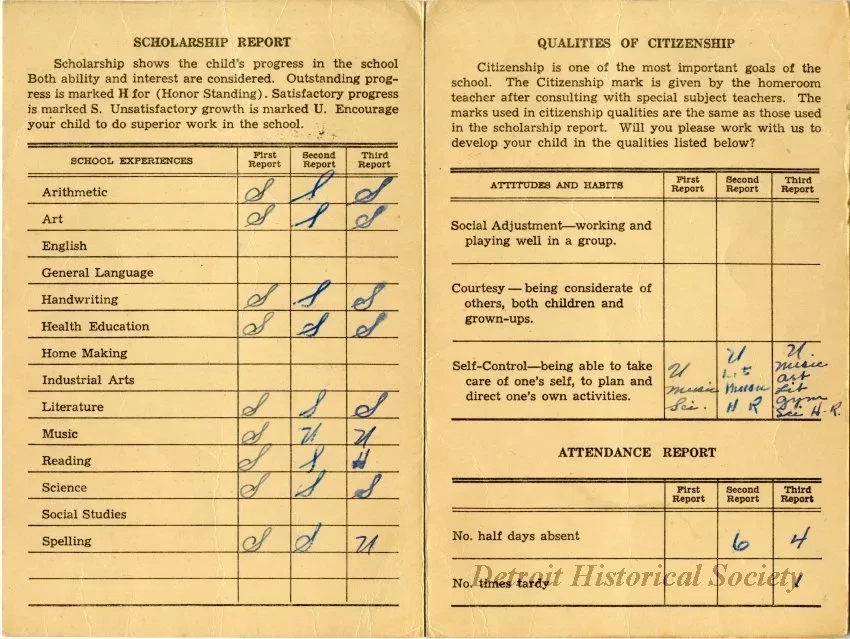 SCHOLARSHIP REPORT
Scholarship shows the child's progress in the school
Both ability and interest are considered. Outstanding prog-
ress is marked H for (Honor Standing). Satisfactory progress
is marked S. Unsatisfactory growth is marked U. Encourage
your child to do superior work in the school.
SCHOOL EXPERIENCES First Report Second Report Third Report
Arithmetic S S S
Art S S S
English
General Language
Handwriting S S S
Health Education S S S
Home Making
Industrial Arts
Literature S S S
Music S U U
Reading S S H
Science S S S
Social Studies
Spelling S S U
QUALITIES OF CITIZENSHIP
Citizenship is one of the most important goals of the
school. The Citizenship mark is given by the homeroom
teacher after consulting with special subject teachers. The
marks used in citizenship qualities are the same as those used
in the scholarship report. Will you please work with us to
develop your child in the qualities listed below?
ATTITUDES AND HABITS First Report Second Report Third Report
Social Adjustment—working and
playing well in a group.
Courtesy — being considerate of
others, both children and
grown-ups.
Self-Control—being able to take
care of one's self, to plan and
direct one's own activities.
U
Music
Sci.
U
Lit
Music
H R
U
Music
art
Lit
Gym
Sci H-R.
ATTENDANCE REPORT
First Report Second Report Third Report
No. half days absent 6 4
No. times tardy 1
Detroit Historical Society